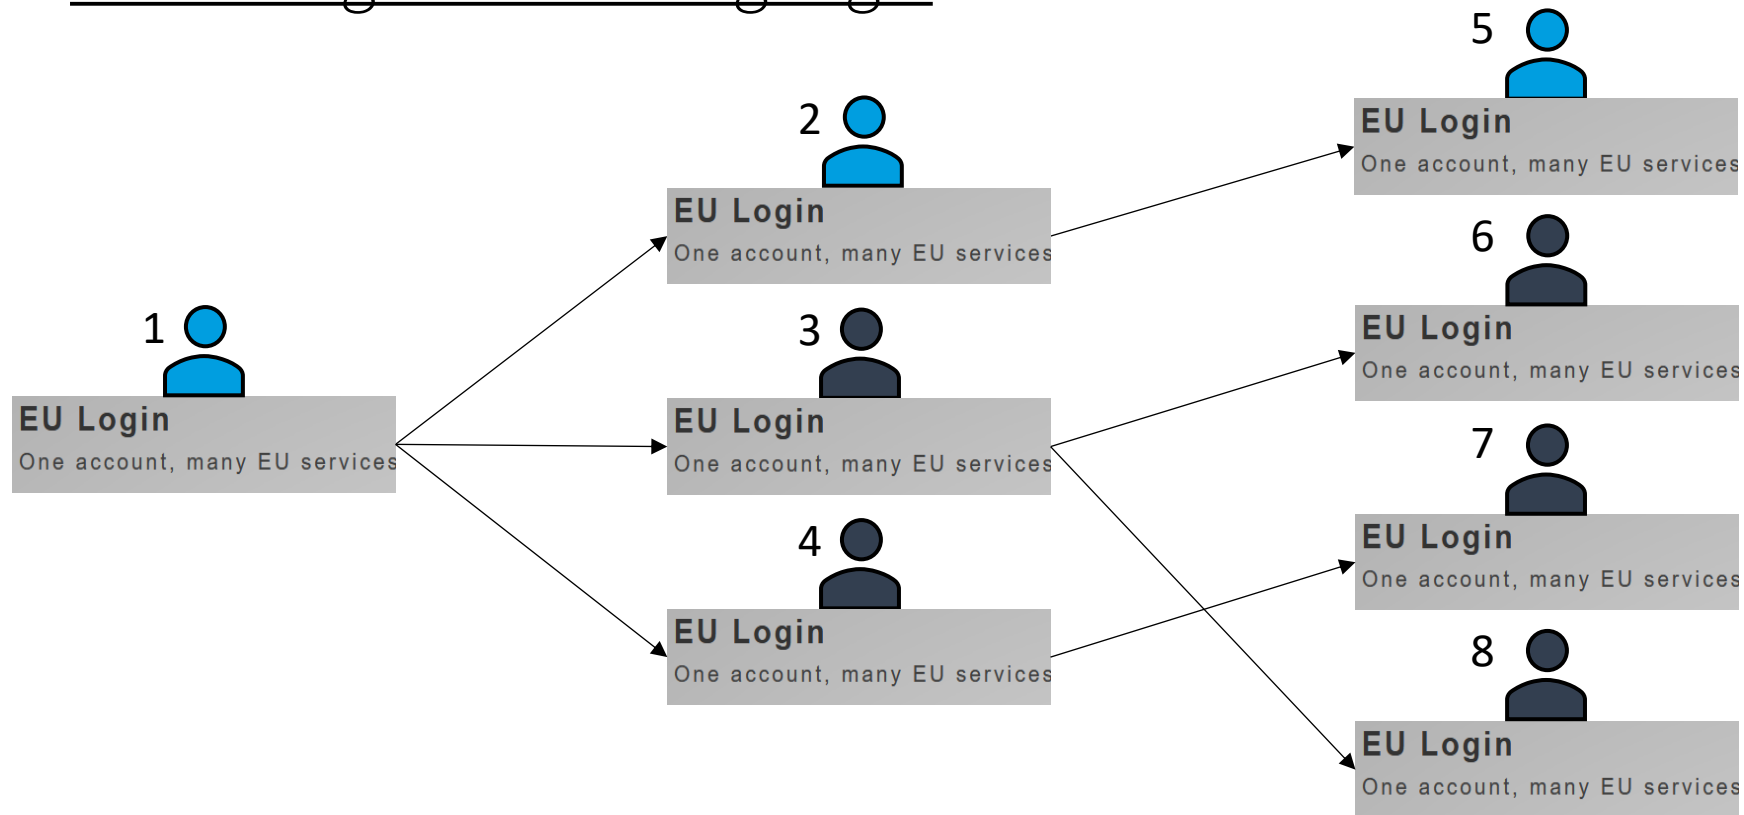 5
EU Login
One account, many EU services
2
EU Login
One account, many EU services
6
EU Login
One account, many EU services
1
EU Login
One account, many EU services
3
EU Login
One account, many EU services
7
EU Login
One account, many EU services
4
EU Login
One account, many EU services
8
EU Login
One account, many EU services